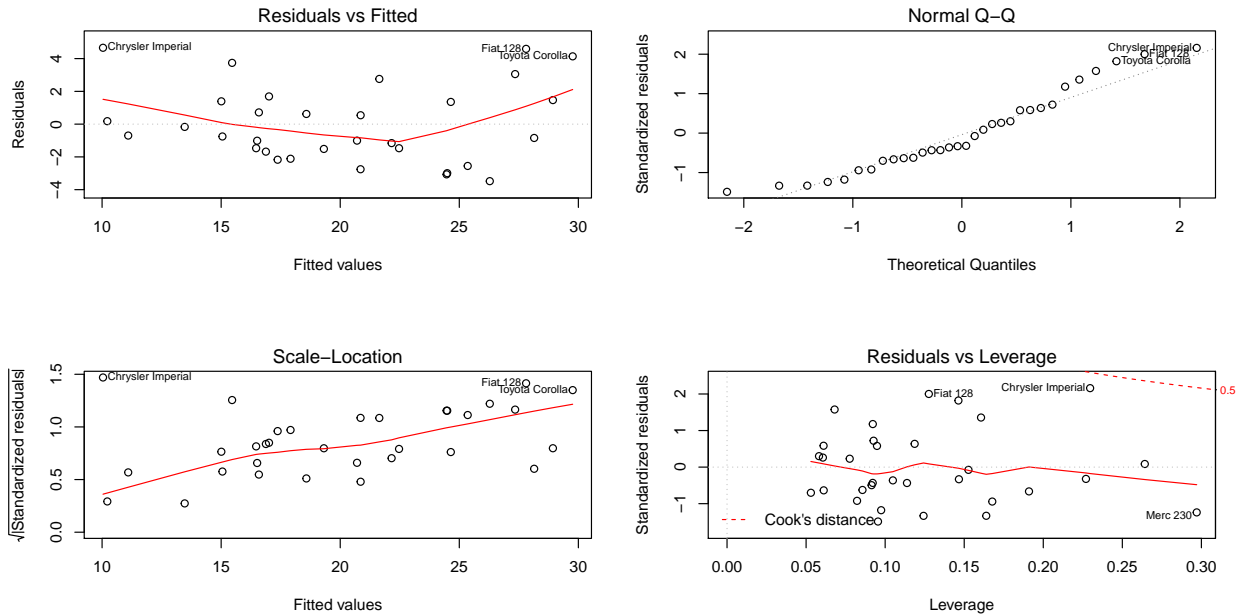 Residuals vs Fitted
Residuals
4
2
0
−2
−4
Chrysler Imperial
Fiat 128
Toyota Corolla
10 15 20 25 30
Fitted values
Normal Q−Q
Standardized residuals
2
1
0
−1
Chrysler Imperial
Fiat 128
Toyota Corolla
−2 −1 0 1 2
Theoretical Quantiles
Scale−Location
√|Standardized residuals|
1.5
1.0
0.5
0.0
Chrysler Imperial
Fiat 128
Toyota Corolla
10 15 20 25 30
Fitted values
Residuals vs Leverage
Standardized residuals
2
1
0
−1
Fiat 128
Chrysler Imperial
0.5
Merc 230
Cook's distance
0.00 0.05 0.10 0.15 0.20 0.25 0.30
Leverage